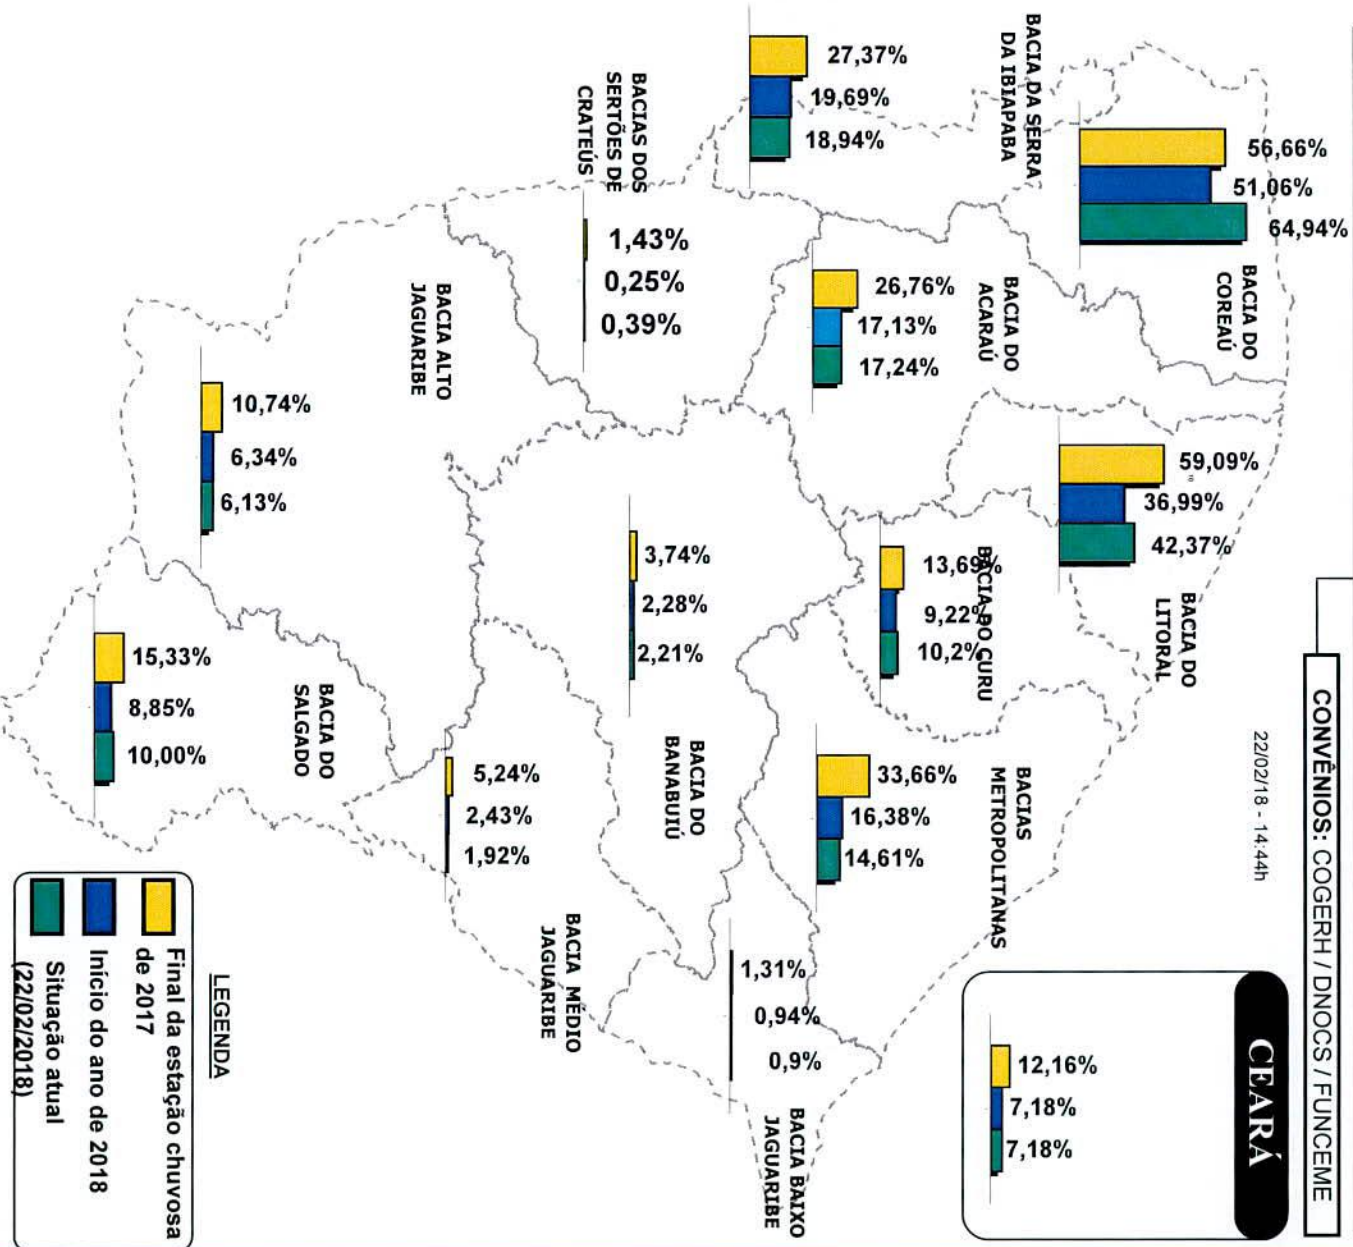 CONVÊNIOS: COGERH / DNOCS / FUNCEME
22/02/18 - 14:44h
CEARÁ
12,16%
7,18%
7,18%
BACIA DO
COREAÚ
56,66%
51,06%
64,94%
BACIA DO
LITORAL
59,09%
36,99%
42,37%
BACIA DA SERRA
DA IBIAPABA
27,37%
19,69%
18,94%
BACIA DO
ACARAÚ
26,76%
17,13%
17,24%
BACIA DO CURU
13,69%
9,22%
10,2%
BACIAS
METROPOLITANAS
33,66%
16,38%
14,61%
BACIAS DOS
SERTÕES DE
CRATEÚS
1,43%
0,25%
0,39%
BACIA DO
BANABUIÚ
3,74%
2,28%
2,21%
BACIA BAIXO
JAGUARIBE
1,31%
0,94%
0,9%
BACIA ALTO
JAGUARIBE
10,74%
6,34%
6,13%
BACIA MÉDIO
JAGUARIBE
5,24%
2,43%
1,92%
BACIA DO
SALGADO
15,33%
8,85%
10,00%
LEGENDA
Final da estação chuvosa
de 2017
Início do ano de 2018
Situação atual
(22/02/2018)